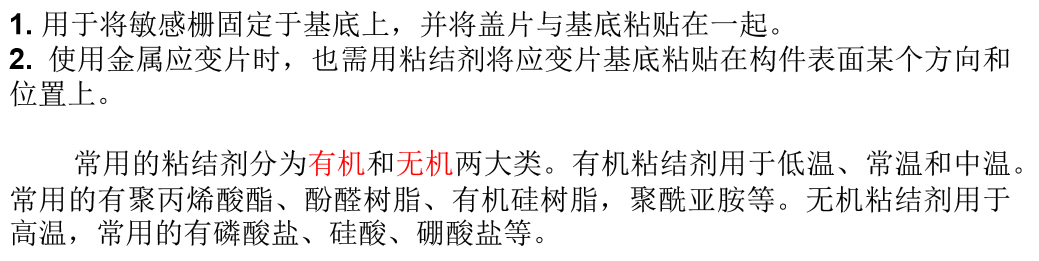 1. 用于将敏感栅固定于基底上，并将盖片与基底粘贴在一起。
2. 使用金属应变片时，也需用粘结剂将应变片基底粘贴在构件表面某个方向和
位置上。
常用的粘结剂分为有机和无机两大类。有机粘结剂用于低温、常温和中温。
常用的有聚丙烯酸酯、酚醛树脂、有机硅树脂，聚酰亚胺等。无机粘结剂用于
高温，常用的有磷酸盐、硅酸、硼酸盐等。